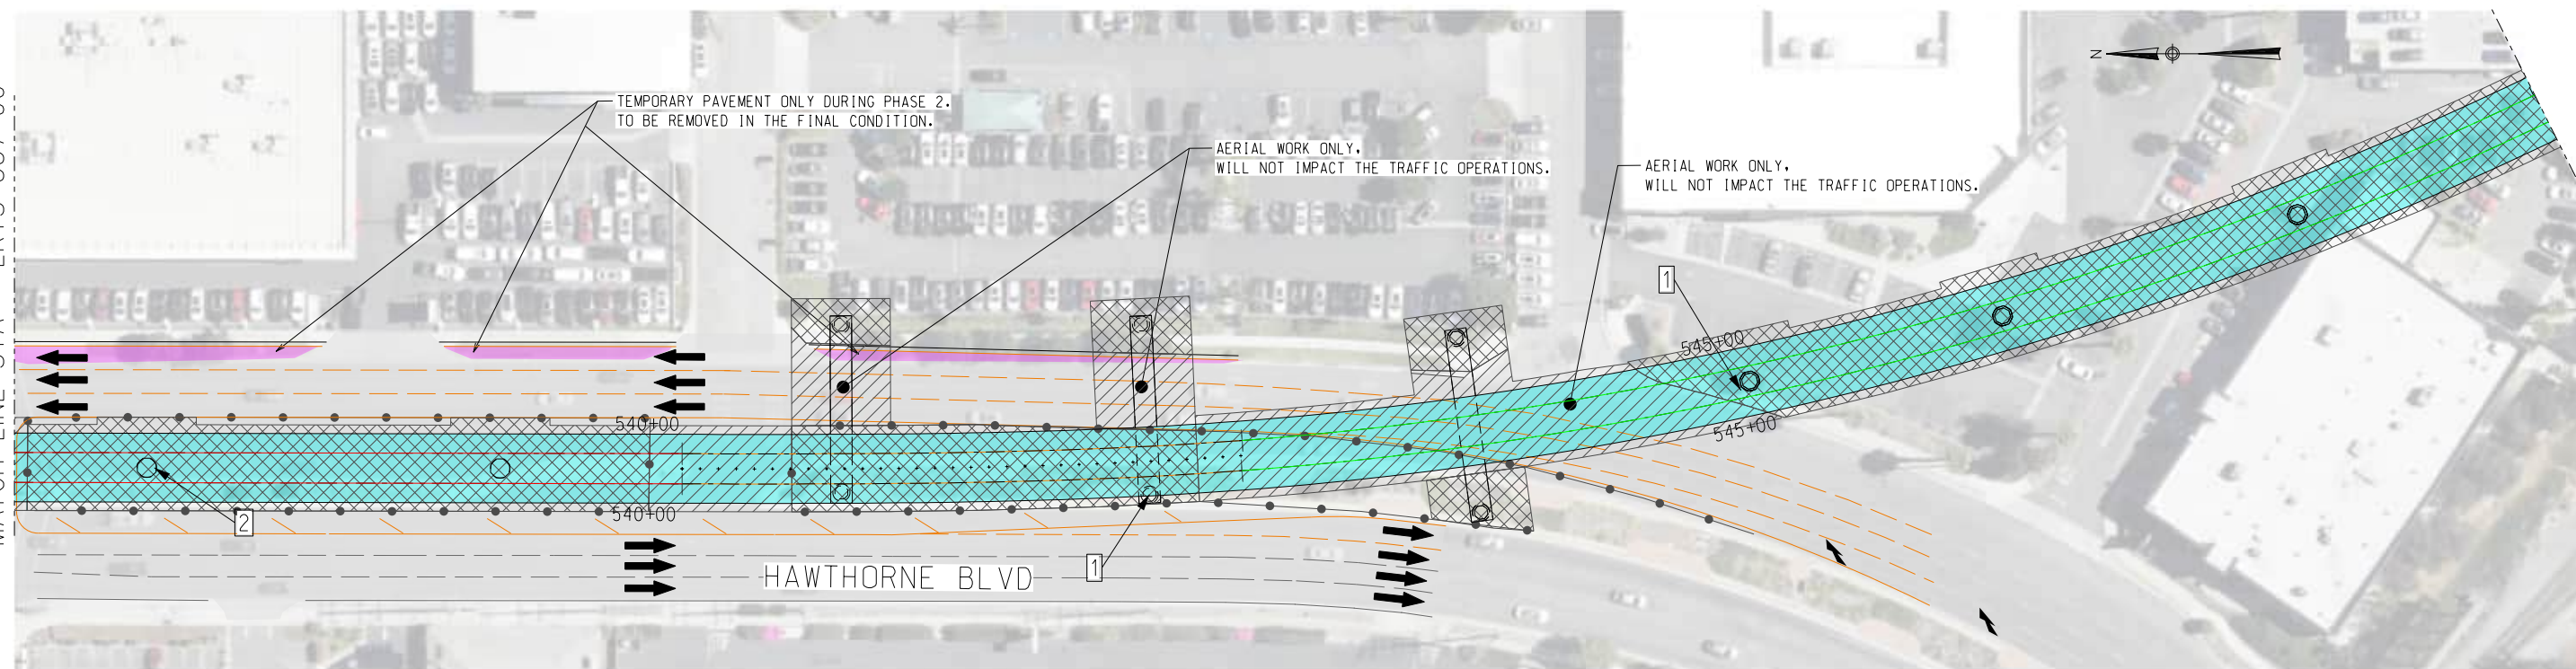 N
TEMPORARY PAVEMENT ONLY DURING PHASE 2.
TO BE REMOVED IN THE FINAL CONDITION.
AERIAL WORK ONLY,
WILL NOT IMPACT THE TRAFFIC OPERATIONS.
AERIAL WORK ONLY,
WILL NOT IMPACT THE TRAFFIC OPERATIONS.
1
545+00
545+00
540+00
540+00
2
1
HAWTHORNE BLVD